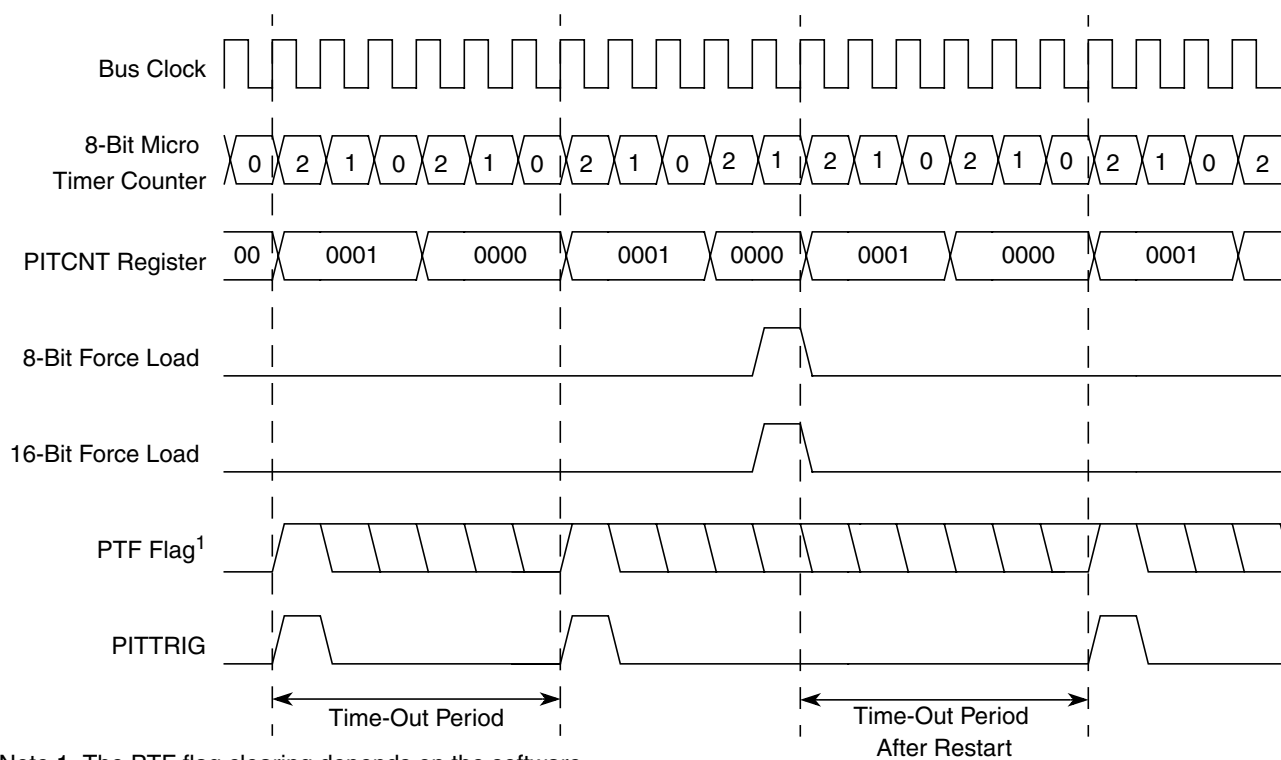 Bus Clock
8-Bit Micro
Timer Counter
0 2 1 0 2 1 0 2 1 0 2 1 2 1 0 2 1 0 2 1 0 2
PITCNT Register
00 0001 0000 0001 0000 0001 0000 0001
8-Bit Force Load
16-Bit Force Load
PTF Flag1
PITTRIG
Time-Out Period
Time-Out Period
After Restart
Note 1. The PTF flag clearing depends on the software